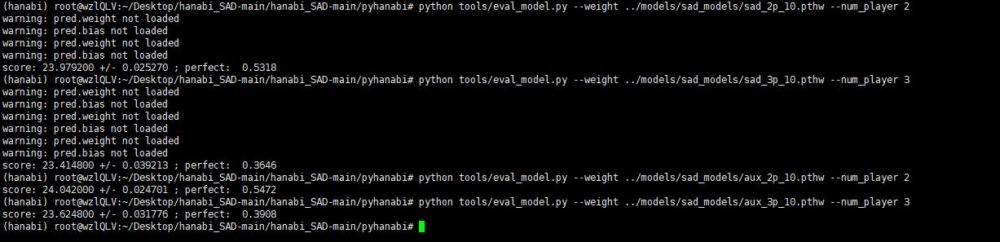 (hanabi) root@wzlQLV:~/Desktop/hanabi_SAD-main/hanabi_SAD-main/pyhanabi# python tools/eval_model.py --weight ../models/sad_models/sad_2p_10.pthw --num_player 2
warning: pred.weight not loaded
warning: pred.bias not loaded
warning: pred.weight not loaded
warning: pred.bias not loaded
score: 23.979200 +/- 0.025270 ; perfect:  0.5318
(hanabi) root@wzlQLV:~/Desktop/hanabi_SAD-main/hanabi_SAD-main/pyhanabi# python tools/eval_model.py --weight ../models/sad_models/sad_3p_10.pthw --num_player 3
warning: pred.weight not loaded
warning: pred.bias not loaded
warning: pred.weight not loaded
warning: pred.bias not loaded
warning: pred.weight not loaded
warning: pred.bias not loaded
score: 23.414800 +/- 0.039213 ; perfect:  0.3646
(hanabi) root@wzlQLV:~/Desktop/hanabi_SAD-main/hanabi_SAD-main/pyhanabi# python tools/eval_model.py --weight ../models/sad_models/aux_2p_10.pthw --num_player 2
score: 24.042000 +/- 0.024701 ; perfect:  0.5472
(hanabi) root@wzlQLV:~/Desktop/hanabi_SAD-main/hanabi_SAD-main/pyhanabi# python tools/eval_model.py --weight ../models/sad_models/aux_3p_10.pthw --num_player 3
score: 23.624800 +/- 0.031776 ; perfect:  0.3908
(hanabi) root@wzlQLV:~/Desktop/hanabi_SAD-main/hanabi_SAD-main/pyhanabi#